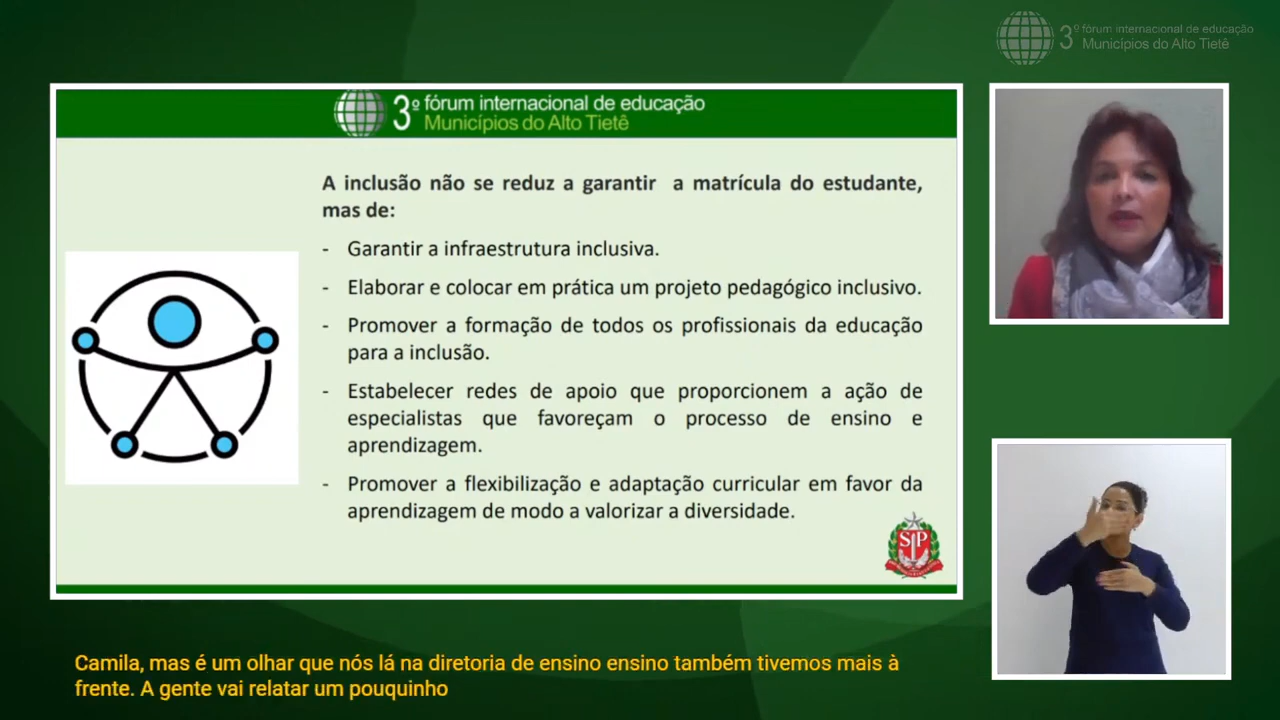 3º fórum internacional de educação
Municípios do Alto Tietê
3º fórum internacional de educação
Municípios do Alto Tietê
A inclusão não se reduz a garantir a matrícula do estudante,
mas de:
- Garantir a infraestrutura inclusiva.
- Elaborar e colocar em prática um projeto pedagógico inclusivo.
- Promover a formação de todos os profissionais da educação
para a inclusão.
- Estabelecer redes de apoio que proporcionem a ação de
especialistas que favoreçam o processo de ensino e
aprendizagem.
- Promover a flexibilização e adaptação curricular em favor da
aprendizagem de modo a valorizar a diversidade.
SP
Camila, mas é um olhar que nós lá na diretoria de ensino ensino também tivemos mais à
frente. A gente vai relatar um pouquinho